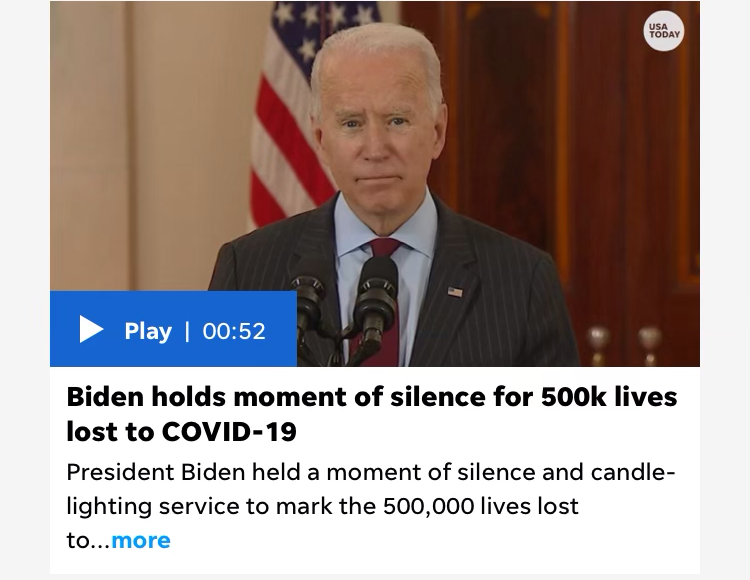 USA
TODAY
Play | 00:52
Biden holds moment of silence for 500k lives
lost to COVID-19
President Biden held a moment of silence and candle-
lighting service to mark the 500,000 lives lost
to...more